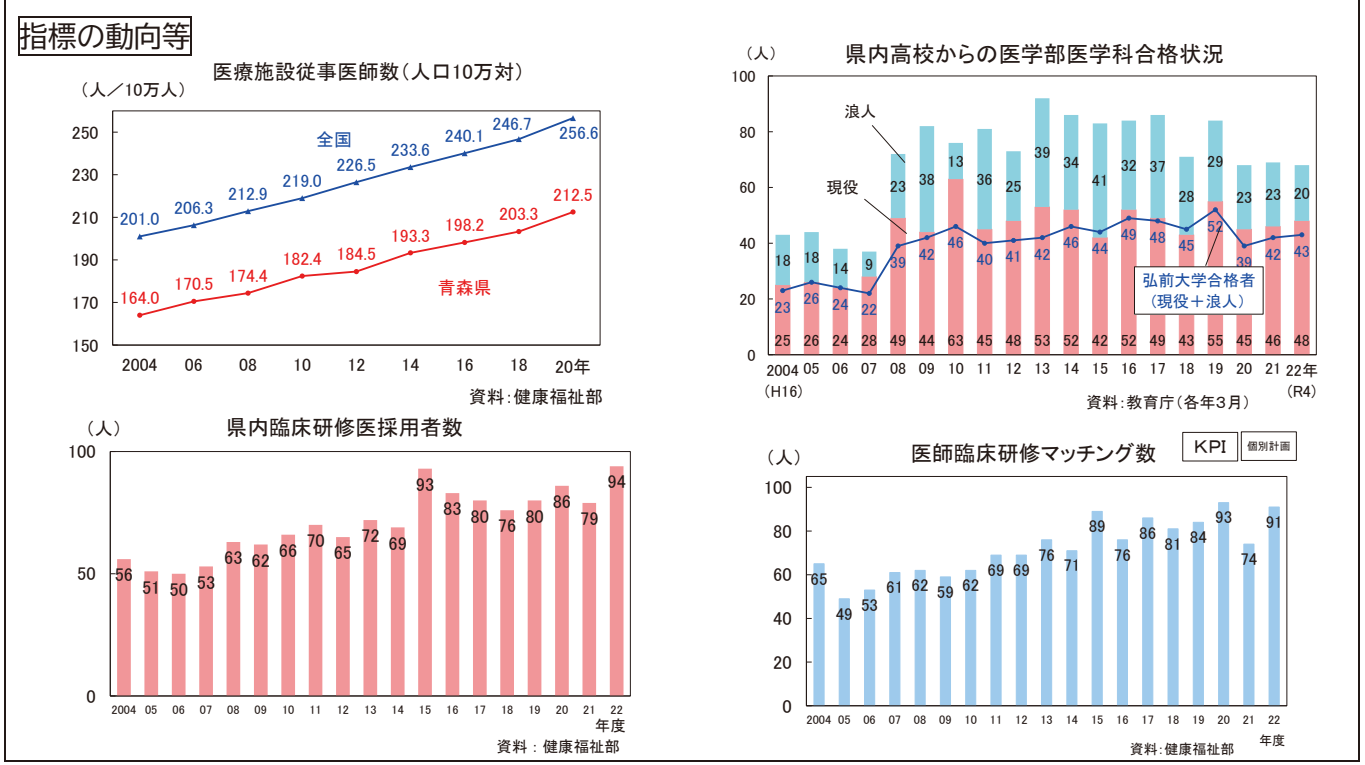 指標の動向等
医療施設従事医師数(人口10万対)
(人/10万人)
250
230
210
190
170
150
全国
201.0 206.3 212.9 219.0 226.5 233.6 240.1 246.7 256.6
青森県
164.0 170.5 174.4 182.4 184.5 193.3 198.2 203.3 212.5
2004 06 08 10 12 14 16 18 20年
資料:健康福祉部
県内高校からの医学部医学科合格状況
(人)
100
80
60
40
20
0
浪人
18 18 14 9 23 38 13 36 25 39 34 41 32 37 28 29 23 23 20
現役
23 26 24 22 39 42 46 40 41 42 46 44 49 48 45 52 39 42 43
弘前大学合格者
(現役+浪人)
25 26 24 28 49 44 63 45 48 53 52 42 52 49 43 55 45 46 48
2004 05 06 07 08 09 10 11 12 13 14 15 16 17 18 19 20 21 22年
(H16) (R4)
資料:教育庁(各年3月)
県内臨床研修医採用者数
(人)
100
50
0
56 51 50 53 63 62 66 70 65 72 69 93 83 80 76 80 86 79 94
2004 05 06 07 08 09 10 11 12 13 14 15 16 17 18 19 20 21 22
年度
資料:健康福祉部
医師臨床研修マッチング数
KPI
個別計画
(人)
100
80
60
40
20
0
65 49 53 61 62 59 62 69 69 76 71 89 76 86 81 84 93 74 91
2004 05 06 07 08 09 10 11 12 13 14 15 16 17 18 19 20 21 22
年度
資料:健康福祉部